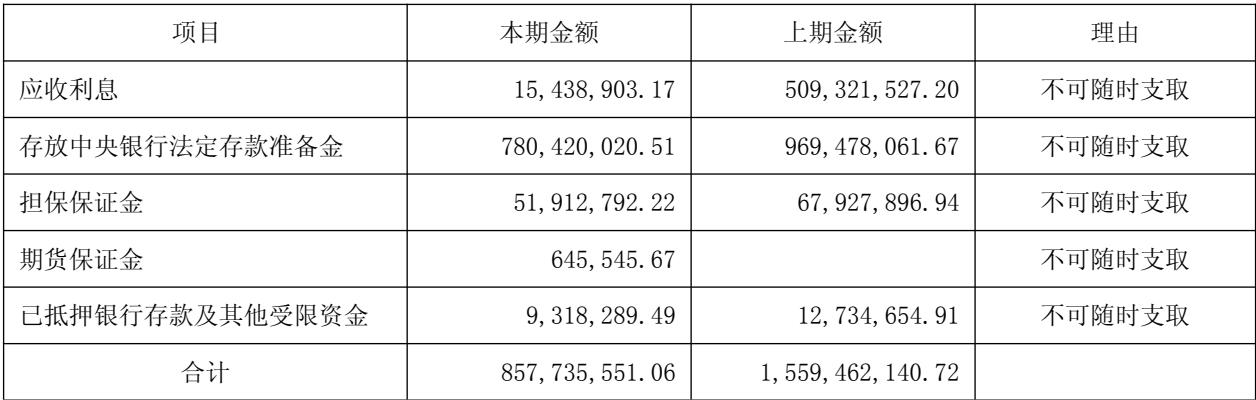 项目 本期金额 上期金额 理由
应收利息 15,438,903.17 509,321,527.20 不可随时支取
存放中央银行法定存款准备金 780,420,020.51 969,478,061.67 不可随时支取
担保保证金 51,912,792.22 67,927,896.94 不可随时支取
期货保证金 645,545.67 不可随时支取
已抵押银行存款及其他受限资金 9,318,289.49 12,734,654.91 不可随时支取
合计 857,735,551.06 1,559,462,140.72